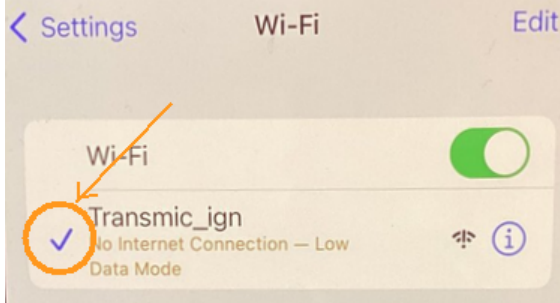 Settings
Wi-Fi
Edit
Wi-Fi
Transmic_ign
No Internet Connection — Low
Data Mode